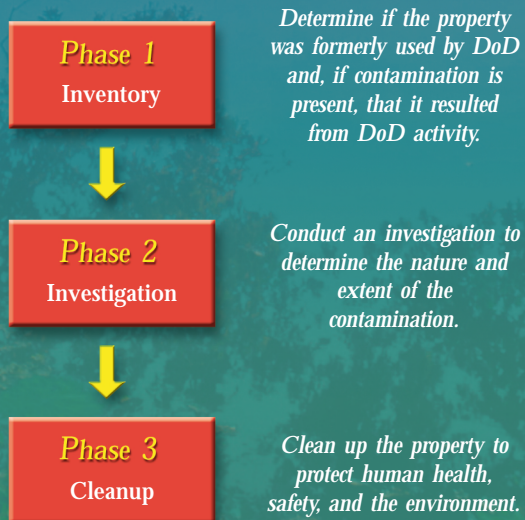 Phase 1
Inventory
Determine if the property
was formerly used by DoD
and, if contamination is
present, that it resulted
from DoD activity.
Phase 2
Investigation
Conduct an investigation to
determine the nature and
extent of the
contamination.
Phase 3
Cleanup
Clean up the property to
protect human health,
safety, and the environment.